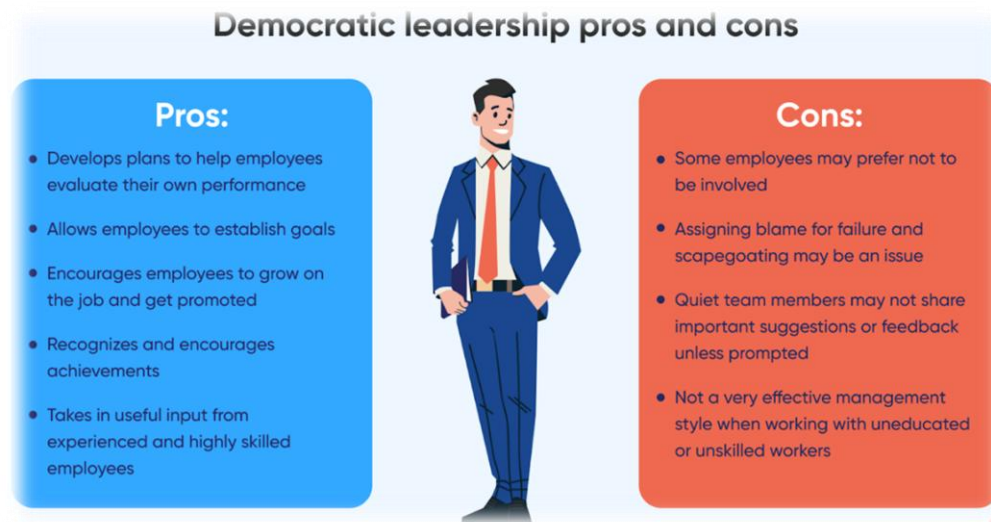 Democratic leadership pros and cons
Pros:
• Develops plans to help employees
evaluate their own performance
• Allows employees to establish goals
• Encourages employees to grow on
the job and get promoted
• Recognizes and encourages
achievements
• Takes in useful input from
experienced and highly skilled
employees
Cons:
• Some employees may prefer not to
be involved
• Assigning blame for failure and
scapegoating may be an issue
• Quiet team members may not share
important suggestions or feedback
unless prompted
• Not a very effective management
style when working with uneducated
or unskilled workers